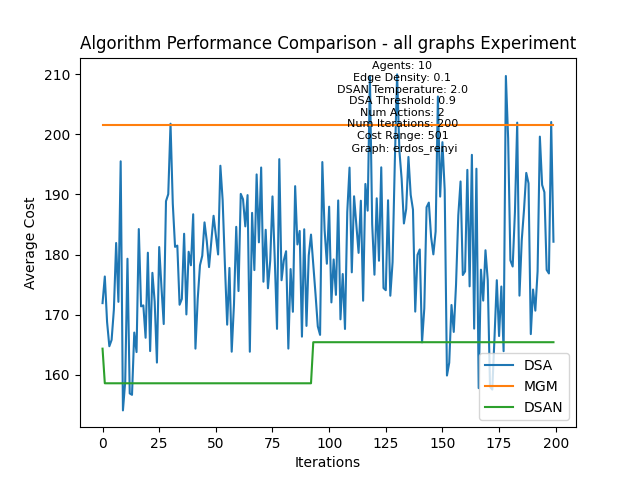 Algorithm Performance Comparison - all graphs Experiment
Agents: 10
Edge Density: 0.1
DSAN Temperature: 2.0
DSA Threshold: 0.9
Num Actions: 2
Num Iterations: 200
Cost Range: 501
Graph: erdos_renyi
210
200
190
180
170
160
Average Cost
DSA
MGM
DSAN
0 25 50 75 100 125 150 175 200
Iterations